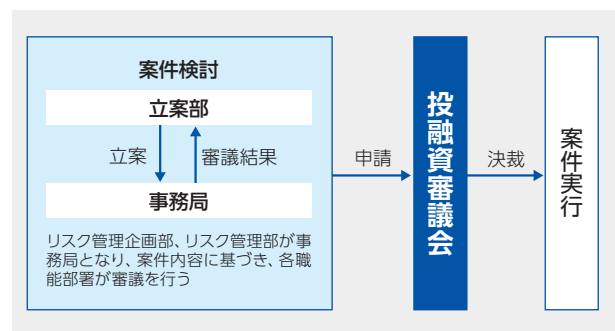 案件検討
立案部
立案
審議結果
事務局
リスク管理企画部、リスク管理部が事
務局となり、案件内容に基づき、各職
能部署が審議を行う
申請
投融資審議会
決裁
案件実行